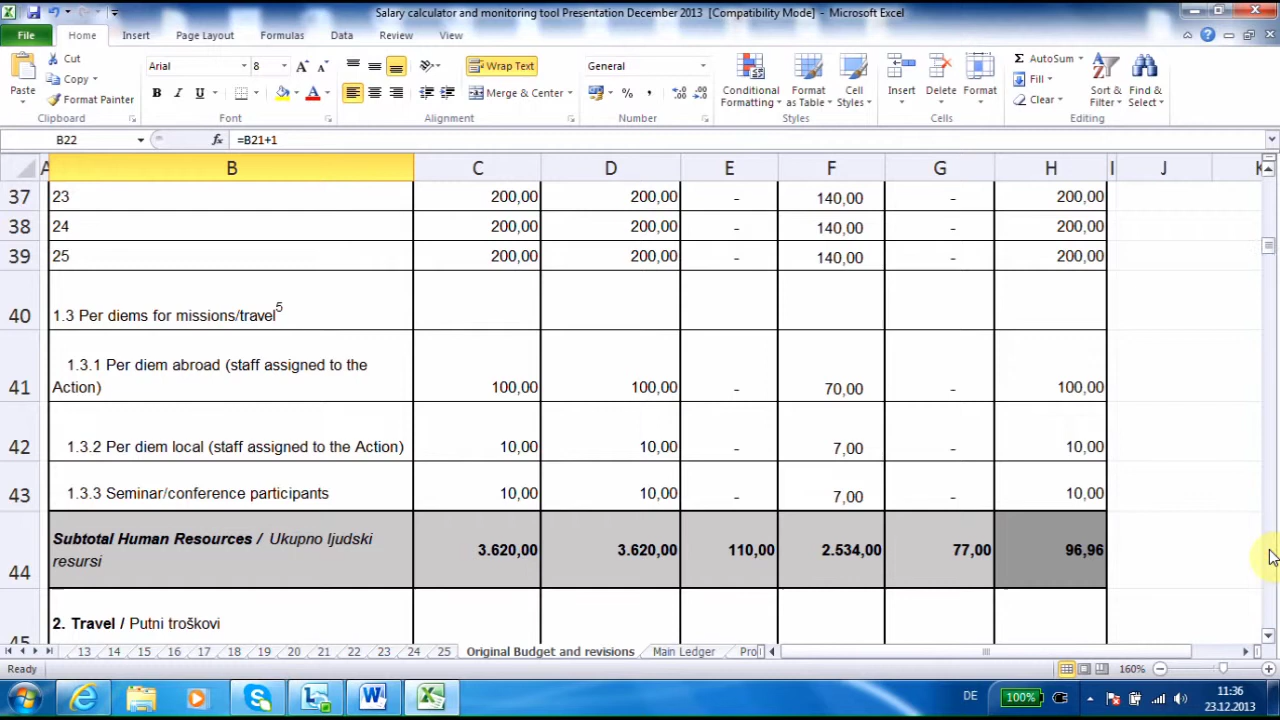 Salary calculator and monitoring tool Presentation December 2013 [Compatibility Mode] - Microsoft Excel
File Home Insert Page Layout Formulas Data Review View
Paste
Cut
Copy
Format Painter
Clipboard
Arial 8
B I U
Font
Wrap Text
Merge & Center
Alignment
General
% ,
Number
Conditional Formatting
Format as Table
Cell Styles
Styles
Insert
Delete
Format
Cells
AutoSum
Fill
Clear
Sort & Filter
Find & Select
Editing
B22 fx =B21+1
A B C D E F G H I J K
37 23 200,00 200,00 - 140,00 - 200,00
38 24 200,00 200,00 - 140,00 - 200,00
39 25 200,00 200,00 - 140,00 - 200,00
40 1.3 Per diems for missions/travel5
1.3.1 Per diem abroad (staff assigned to the
41 Action) 100,00 100,00 - 70,00 - 100,00
42 1.3.2 Per diem local (staff assigned to the Action) 10,00 10,00 - 7,00 - 10,00
43 1.3.3 Seminar/conference participants 10,00 10,00 - 7,00 - 10,00
Subtotal Human Resources / Ukupno ljudski
44 resursi 3.620,00 3.620,00 110,00 2.534,00 77,00 96,96
45 2. Travel / Putni troškovi
13 14 15 16 17 18 19 20 21 22 23 24 25 Original Budget and revisions Main Ledger Pro
Ready 160%
DE 100% 11:36
23.12.2013